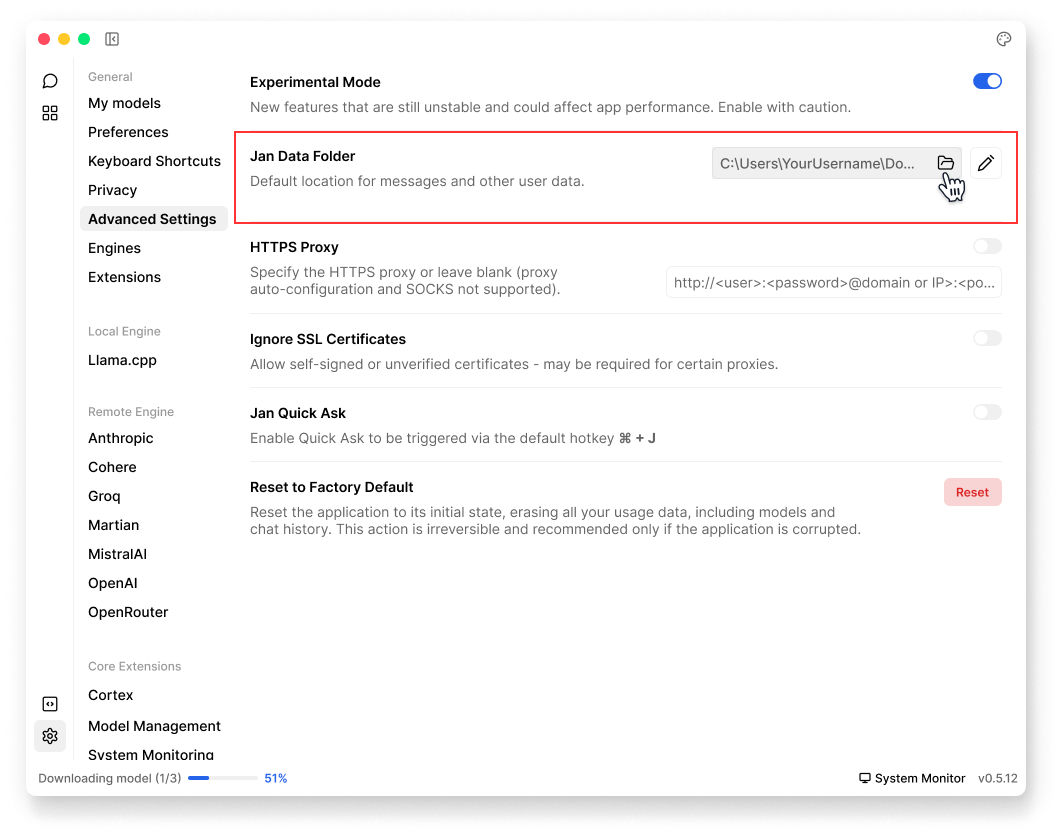 General
My models
Preferences
Keyboard Shortcuts
Privacy
Advanced Settings
Engines
Extensions
Local Engine
Llama.cpp
Remote Engine
Anthropic
Cohere
Groq
Martian
MistralAI
OpenAI
OpenRouter
Core Extensions
Cortex
Model Management
System Monitoring
Experimental Mode
New features that are still unstable and could affect app performance. Enable with caution.
Jan Data Folder
Default location for messages and other user data.
C:\Users\YourUsername\Do...
HTTPS Proxy
Specify the HTTPS proxy or leave blank (proxy
auto-configuration and SOCKS not supported).
http://<user>:<password>@domain or IP>:<po...
Ignore SSL Certificates
Allow self-signed or unverified certificates - may be required for certain proxies.
Jan Quick Ask
Enable Quick Ask to be triggered via the default hotkey ⌘ + J
Reset to Factory Default
Reset the application to its initial state, erasing all your usage data, including models and
chat history. This action is irreversible and recommended only if the application is corrupted.
Reset
Downloading model (1/3) 51%
System Monitor v0.5.12